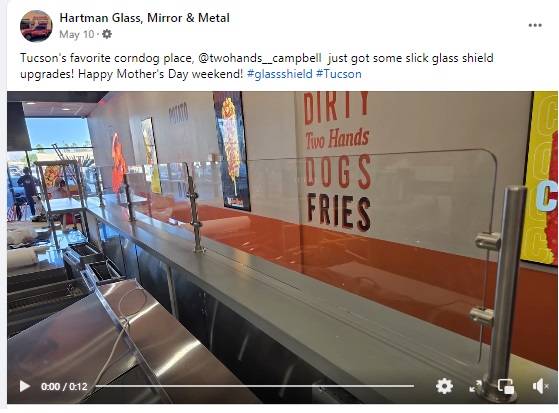 Hartman Glass, Mirror & Metal
May 10 ·
Tucson's favorite corndog place, @twohands__campbell just got some slick glass shield
upgrades! Happy Mother's Day weekend! #glassshield #Tucson
POTATO
DIRTY
Two Hands
DOGS
FRIES
0:00 / 0:12